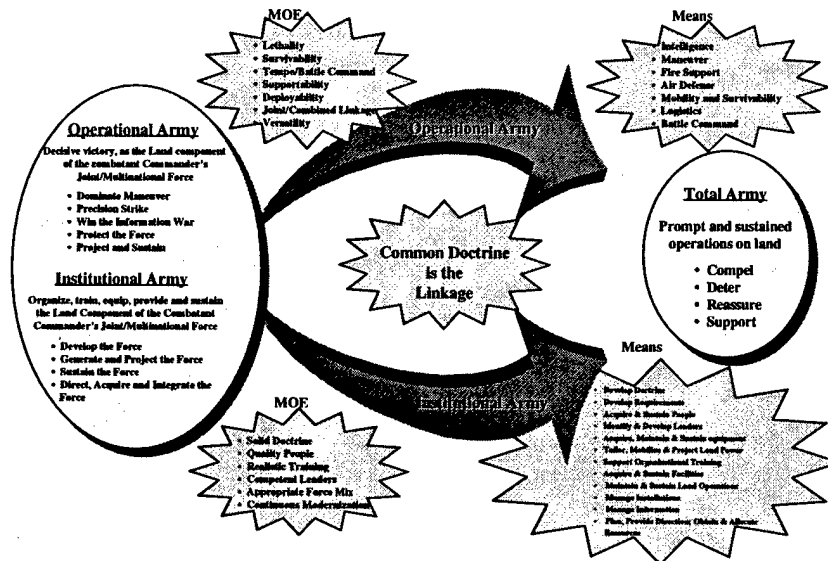 MOE
• Lethality
• Survivability
• Tempo/Battle Command
• Supportability
• Deployability
• Joint/Combined Linkage
• Versatility
Means
• Intelligence
• Maneuver
• Fire Support
• Air Defense
• Mobility and Survivability
• Logistics
• Battle Command
Operational Army
Decisive victory, as the Land component
of the combatant Commander's
Joint/Multinational Force
• Dominate Maneuver
• Precision Strike
• Win the Information War
• Protect the Force
• Project and Sustain
Institutional Army
Organize, train, equip, provide and sustain
the Land Component of the Combatant
Commander's Joint/Multinational Force
• Develop the Force
• Generate and Project the Force
• Sustain the Force
• Direct, Acquire and Integrate the
Force
Operational Army
Common Doctrine
is the
Linkage
Institutional Army
Total Army
Prompt and sustained
operations on land
• Compel
• Deter
• Reassure
• Support
MOE
• Solid Doctrine
• Quality People
• Realistic Training
• Competent Leaders
• Appropriate Force Mix
• Continuous Modernization
Means
• Develop Doctrine
• Develop Requirements
• Acquire & Sustain People
• Identify & Develop Leaders
• Acquire, Maintain & Sustain equipment
• Tailor, Mobilize & Project Land Power
• Support Organizational Training
• Acquire & Sustain Facilities
• Maintain & Sustain Land Operations
• Manage Installations
• Manage Information
• Plan, Provide Direction; Obtain & Allocate
Resources